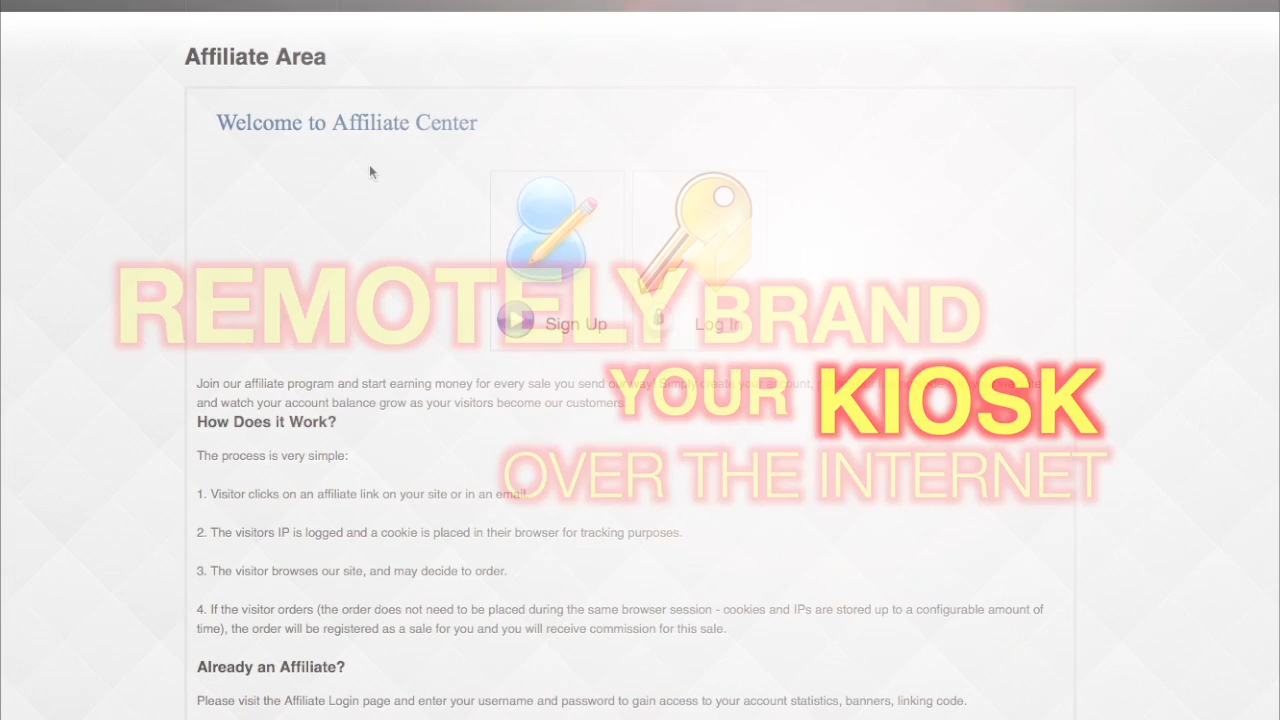 Affiliate Area
Welcome to Affiliate Center
Sign Up
Log In
REMOTELY BRAND
YOUR KIOSK
OVER THE INTERNET
Join our affiliate program and start earning money for every sale you send our way! Simply create your account,
and watch your account balance grow as your visitors become our customers.
How Does it Work?
The process is very simple:
1. Visitor clicks on an affiliate link on your site or in an email.
2. The visitors IP is logged and a cookie is placed in their browser for tracking purposes.
3. The visitor browses our site, and may decide to order.
4. If the visitor orders (the order does not need to be placed during the same browser session - cookies and IPs are stored up to a configurable amount of
time), the order will be registered as a sale for you and you will receive commission for this sale.
Already an Affiliate?
Please visit the Affiliate Login page and enter your username and password to gain access to your account statistics, banners, linking code.